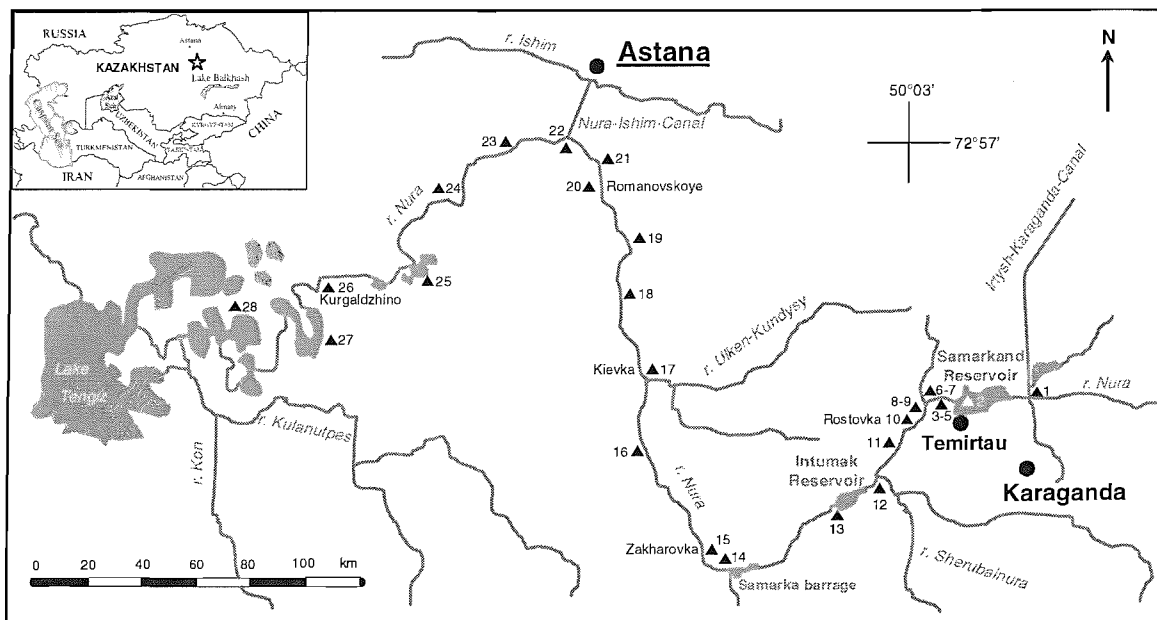 RUSSIA
Astana
KAZAKHSTAN
Lake Balkhash
Aral
Almaty
UZBEKISTAN
KYRGYZSTAN
CHINA
TURKMENISTAN
IRAN
AFGHANISTAN
r. Ishim
Astana
N
50°03'
72°57'
Nura-Ishim-Canal
22
23
21
20
Romanovskoye
24
r. Nura
19
25
26
Kurgaldzhino
18
28
27
Irtysh-Karaganda-Canal
r. Ulken-Kundysy
Kievka
17
Samarkand
Reservoir
6-7
1
r. Nura
8-9
3-5
Rostovka 10
Temirtau
11
Lake
Tengiz
r. Kulanutpes
r. Kon
16
r. Nura
Intumak
Reservoir
12
13
Karaganda
Zakharovka
15
14
Samarka barrage
r. Sherubainura
0 20 40 60 80 100 km